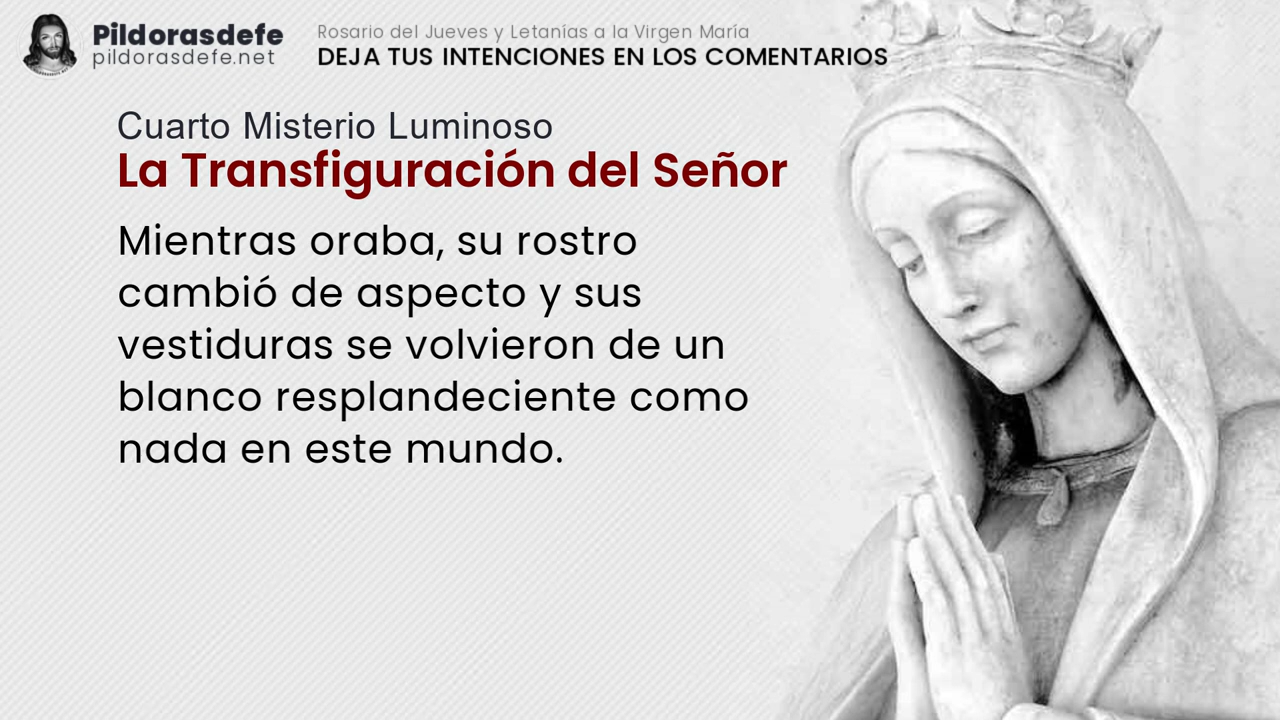 Pildorasdefe
pildorasdefe.net
Rosario del Jueves y Letanías a la Virgen María
DEJA TUS INTENCIONES EN LOS COMENTARIOS
Cuarto Misterio Luminoso
La Transfiguración del Señor
Mientras oraba, su rostro
cambió de aspecto y sus
vestiduras se volvieron de un
blanco resplandeciente como
nada en este mundo.